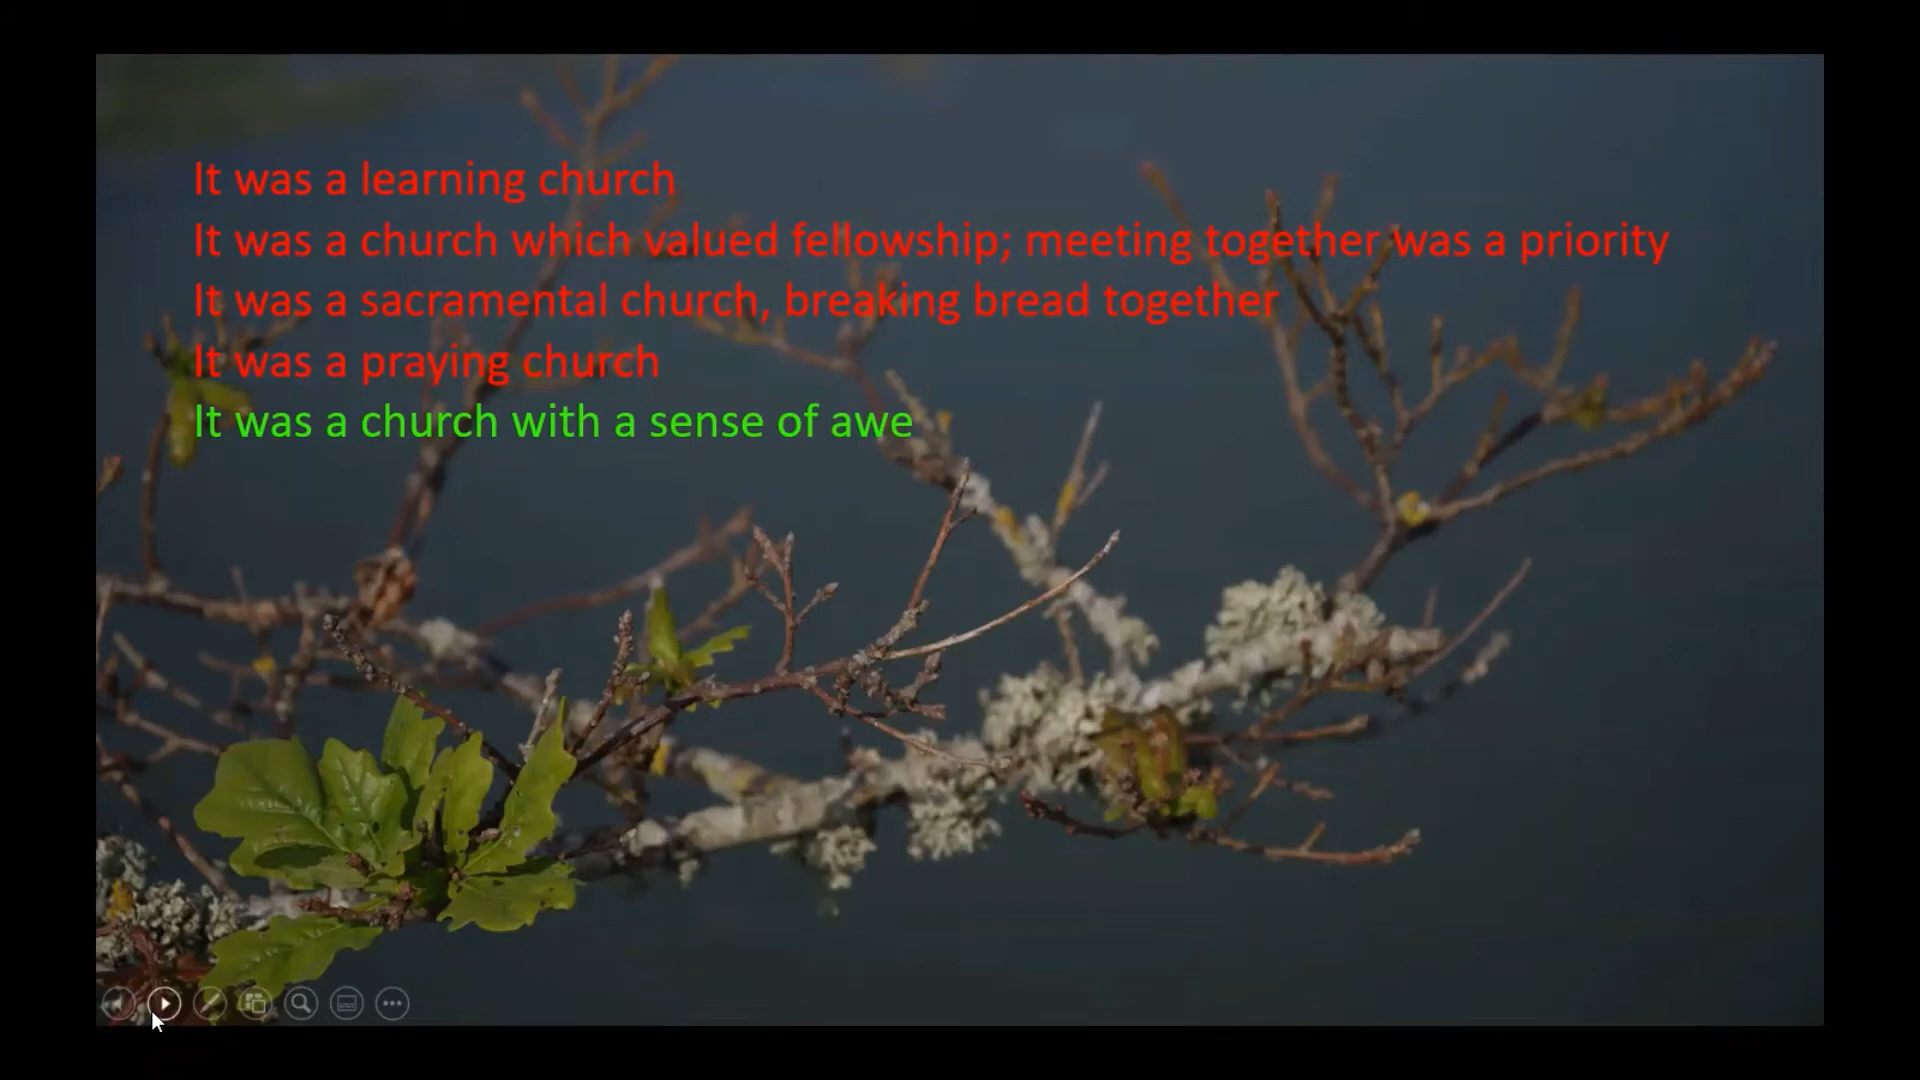 It was a learning church
It was a church which valued fellowship; meeting together was a priority
It was a sacramental church, breaking bread together
It was a praying church
It was a church with a sense of awe